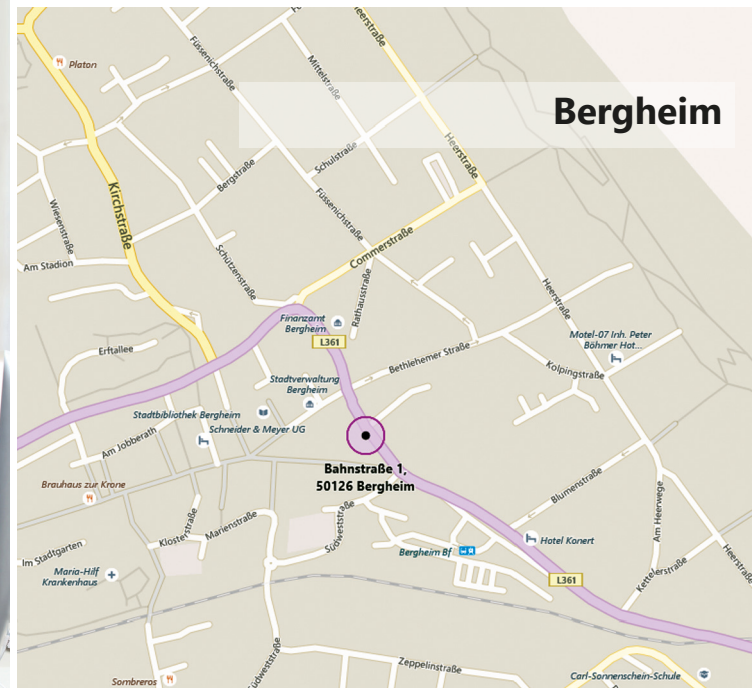 Bergheim
Platon
Füssenichstraße
Mittelstraße
Heerstraße
Schulstraße
Bergstraße
Kirchstraße
Wiesenstraße
Am Stadion
Schützenstraße
Füssenichstraße
Commerstraße
Heerstraße
Heerstraße
Rathausstraße
Finanzamt
Bergheim
L361
Erftallee
Bethlehemer Straße
Motel-07 Inh. Peter
Böhmer Hot...
Kolpingstraße
Stadtverwaltung
Bergheim
Stadtbibliothek Bergheim
Schneider & Meyer UG
Am Jobberath
Bahnstraße 1,
50126 Bergheim
Brauhaus zur Krone
Blumenstraße
Am Heerwege
Klosterstraße
Marienstraße
Südweststraße
Bergheim Bf
Hotel Konert
Im Stadtgarten
Maria-Hilf
Krankenhaus
L361
Kettelerstraße
Heerstraße
Südweststraße
Zeppelinstraße
Carl-Sonnenschein-Schule
Sombreros